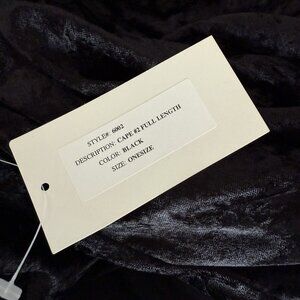 STYLE#: 6002
DESCRIPTION: CAPE #2 FULL LENGTH
COLOR: BLACK
SIZE: ONESIZE